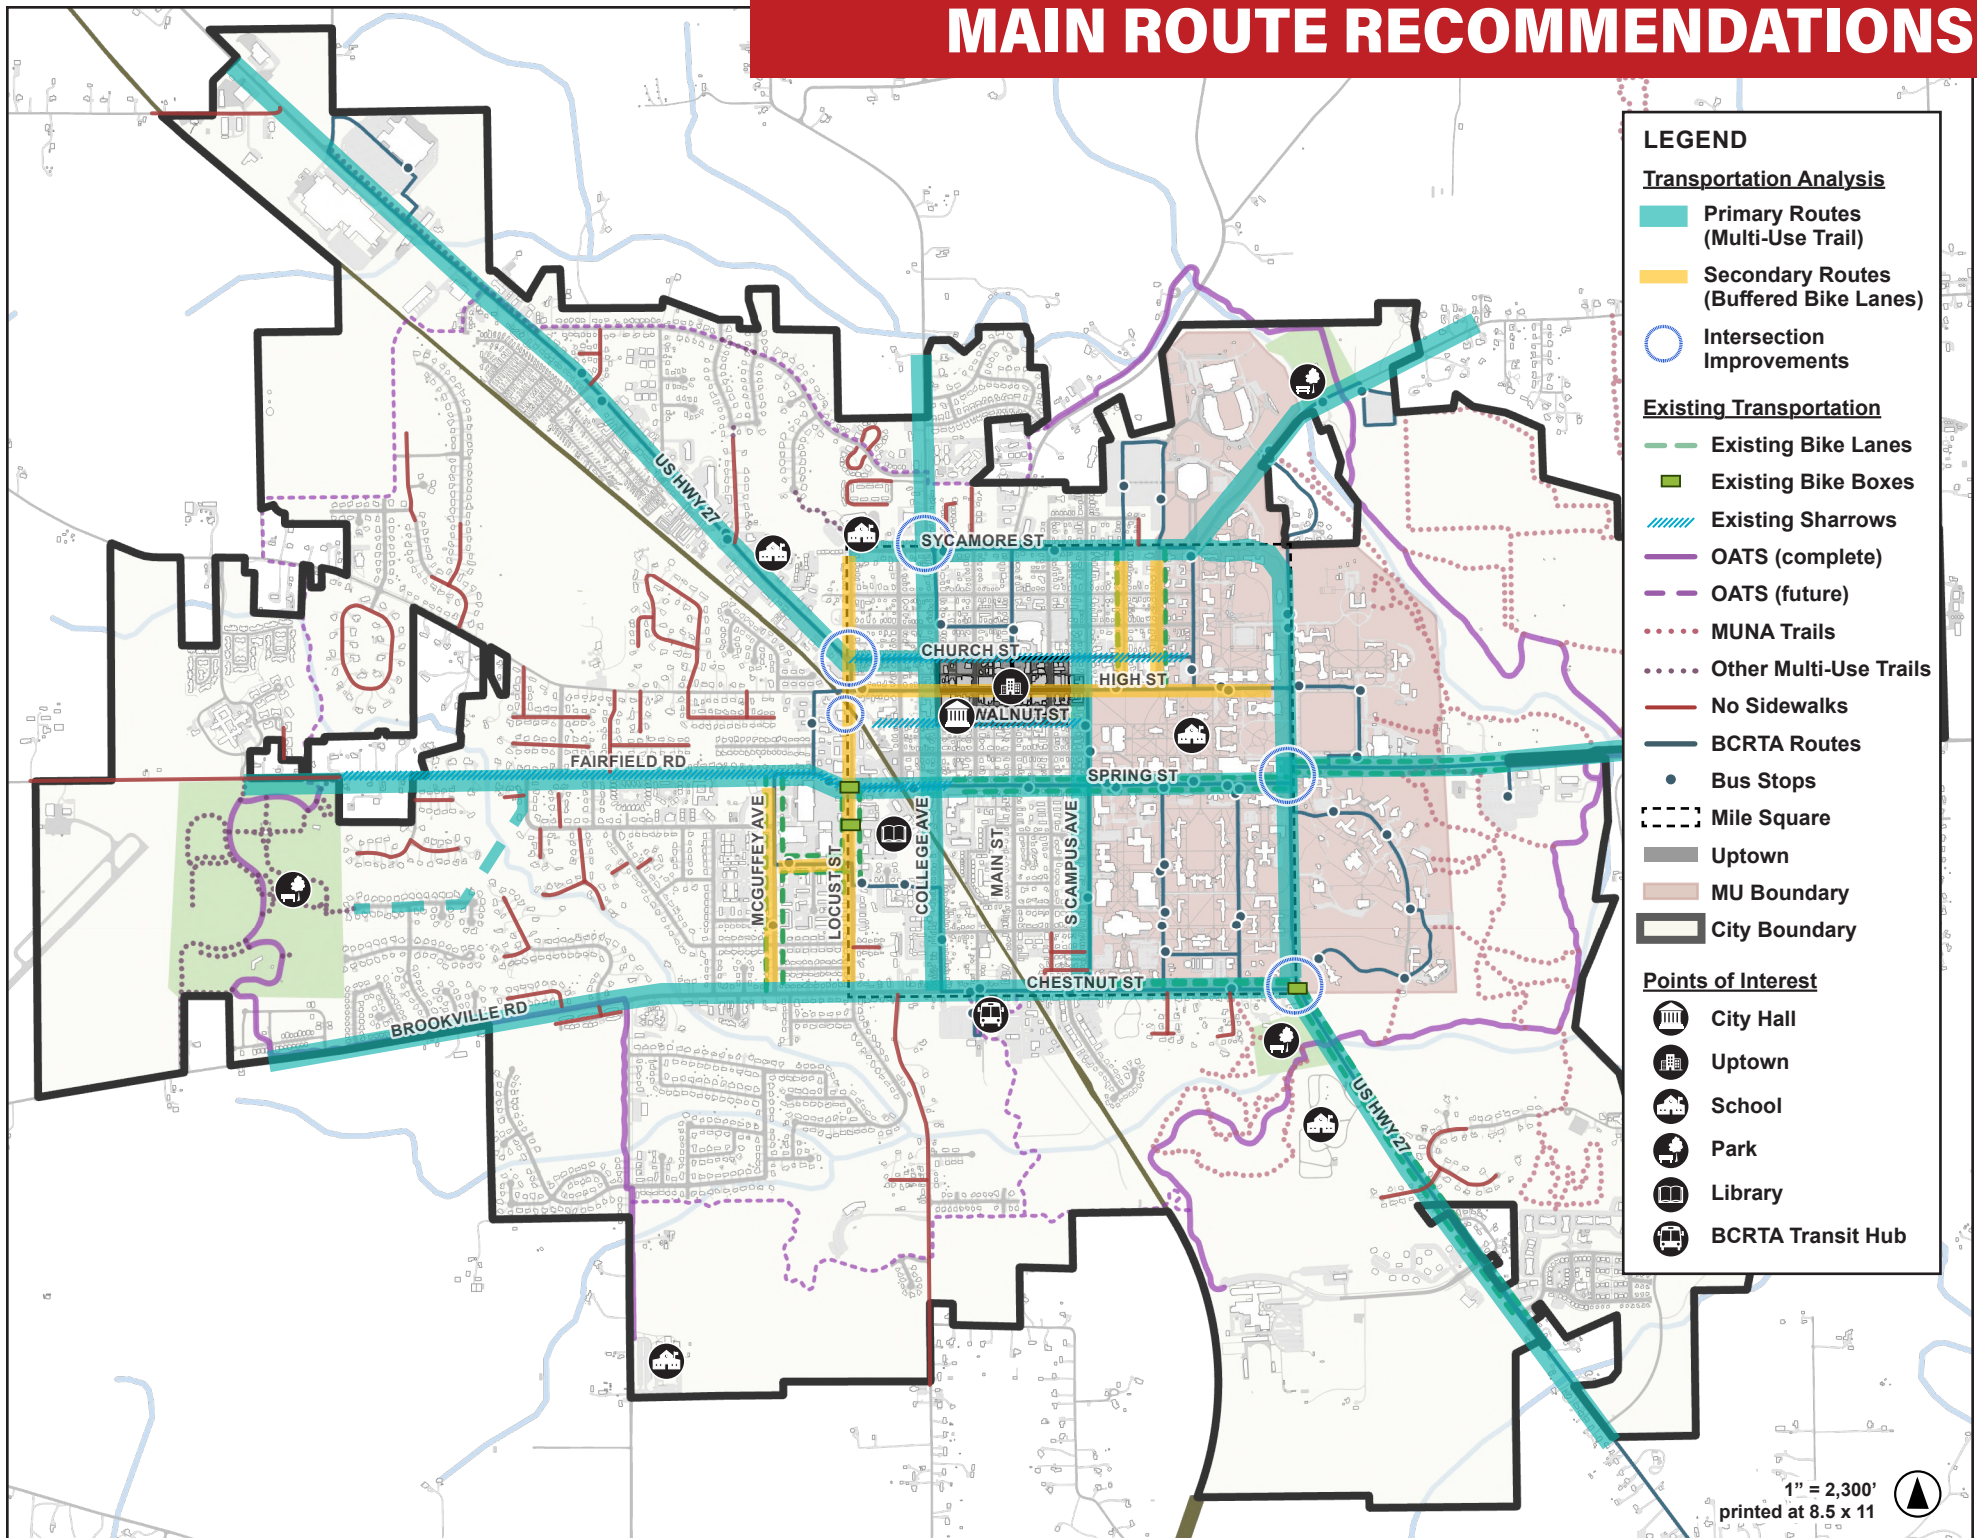 MAIN ROUTE RECOMMENDATIONS
LEGEND
Transportation Analysis
Primary Routes
(Multi-Use Trail)
Secondary Routes
(Buffered Bike Lanes)
Intersection
Improvements
Existing Transportation
Existing Bike Lanes
Existing Bike Boxes
Existing Sharrows
OATS (complete)
OATS (future)
MUNA Trails
Other Multi-Use Trails
No Sidewalks
BCRTA Routes
Bus Stops
Mile Square
Uptown
MU Boundary
City Boundary
Points of Interest
City Hall
Uptown
School
Park
Library
BCRTA Transit Hub
US HWY 27
SYCAMORE ST
CHURCH ST
HIGH ST
WALNUT ST
FAIRFIELD RD
SPRING ST
MCGUFFEY AVE
LOCUST ST
COLLEGE AVE
MAIN ST
S CAMPUS AVE
CHESTNUT ST
BROOKVILLE RD
US HWY 27
1" = 2,300'
printed at 8.5 x 11